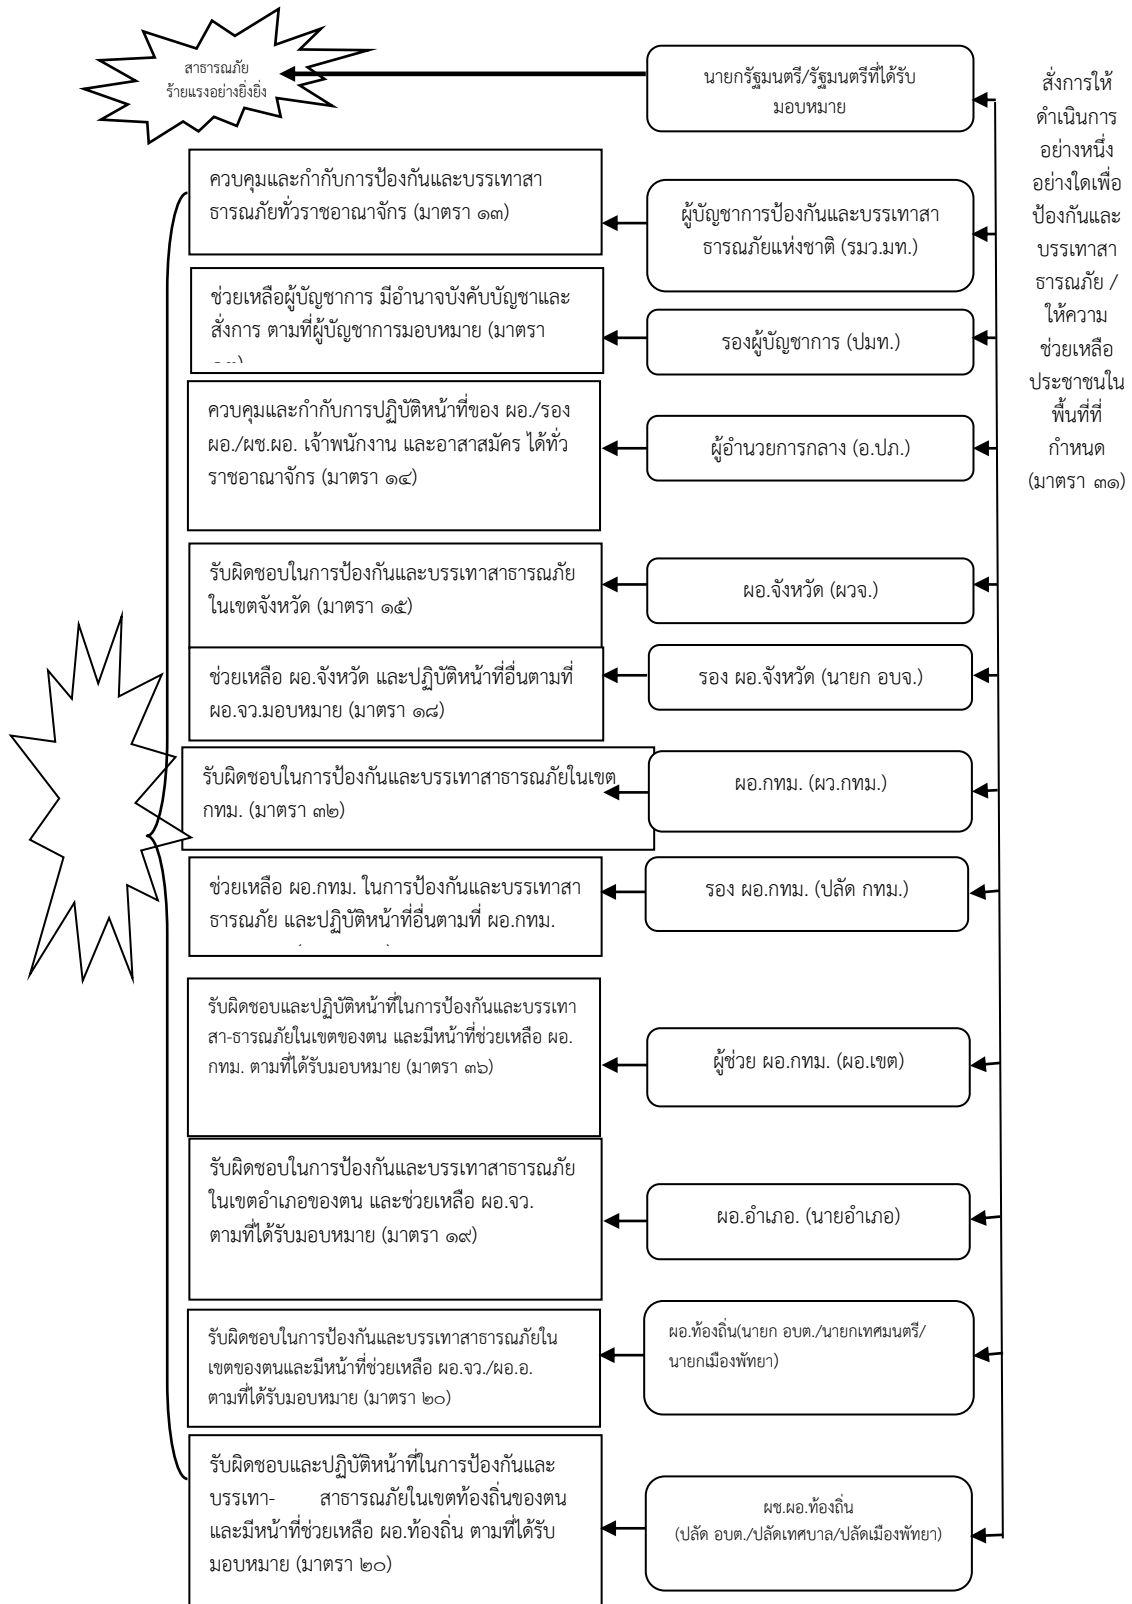 สาธารณภัย
ร้ายแรงอย่างยิ่งยิ่ง
นายกรัฐมนตรี/รัฐมนตรีที่ได้รับ
มอบหมาย
สั่งการให้
ดำเนินการ
อย่างหนึ่ง
อย่างใดเพื่อ
ป้องกันและ
บรรเทาสา
ธารณภัย /
ให้ความ
ช่วยเหลือ
ประชาชนใน
พื้นที่ที่
กำหนด
(มาตรา ๓๑)
ควบคุมและกำกับการป้องกันและบรรเทาสา
ธารณภัยทั่วราชอาณาจักร (มาตรา ๑๓)
ผู้บัญชาการป้องกันและบรรเทาสา
ธารณภัยแห่งชาติ (รมว.มท.)
ช่วยเหลือผู้บัญชาการ มีอำนาจบังคับบัญชาและ
สั่งการ ตามที่ผู้บัญชาการมอบหมาย (มาตรา
รองผู้บัญชาการ (ปมท.)
ควบคุมและกำกับการปฏิบัติหน้าที่ของ ผอ./รอง
ผอ./ผช.ผอ. เจ้าพนักงาน และอาสาสมัคร ได้ทั่ว
ราชอาณาจักร (มาตรา ๑๔)
ผู้อำนวยการกลาง (อ.ปภ.)
รับผิดชอบในการป้องกันและบรรเทาสาธารณภัย
ในเขตจังหวัด (มาตรา ๑๕)
ผอ.จังหวัด (ผวจ.)
ช่วยเหลือ ผอ.จังหวัด และปฏิบัติหน้าที่อื่นตามที่
ผอ.จว.มอบหมาย (มาตรา ๑๘)
รอง ผอ.จังหวัด (นายก อบจ.)
รับผิดชอบในการป้องกันและบรรเทาสาธารณภัยในเขต
กทม. (มาตรา ๓๒)
ผอ.กทม. (ผว.กทม.)
ช่วยเหลือ ผอ.กทม. ในการป้องกันและบรรเทาสา
ธารณภัย และปฏิบัติหน้าที่อื่นตามที่ ผอ.กทม.
รอง ผอ.กทม. (ปลัด กทม.)
รับผิดชอบและปฏิบัติหน้าที่ในการป้องกันและบรรเทา
สา-ธารณภัยในเขตของตน และมีหน้าที่ช่วยเหลือ ผอ.
กทม. ตามที่ได้รับมอบหมาย (มาตรา ๓๖)
ผู้ช่วย ผอ.กทม. (ผอ.เขต)
รับผิดชอบในการป้องกันและบรรเทาสาธารณภัย
ในเขตอำเภอของตน และช่วยเหลือ ผอ.จว.
ตามที่ได้รับมอบหมาย (มาตรา ๑๙)
ผอ.อำเภอ. (นายอำเภอ)
รับผิดชอบในการป้องกันและบรรเทาสาธารณภัยใน
เขตของตนและมีหน้าที่ช่วยเหลือ ผอ.จว./ผอ.อ.
ตามที่ได้รับมอบหมาย (มาตรา ๒๐)
ผอ.ท้องถิ่น(นายก อบต./นายกเทศมนตรี/
นายกเมืองพัทยา)
รับผิดชอบและปฏิบัติหน้าที่ในการป้องกันและ
บรรเทา- สาธารณภัยในเขตท้องถิ่นของตน
และมีหน้าที่ช่วยเหลือ ผอ.ท้องถิ่น ตามที่ได้รับ
มอบหมาย (มาตรา ๒๐)
ผช.ผอ.ท้องถิ่น
(ปลัด อบต./ปลัดเทศบาล/ปลัดเมืองพัทยา)